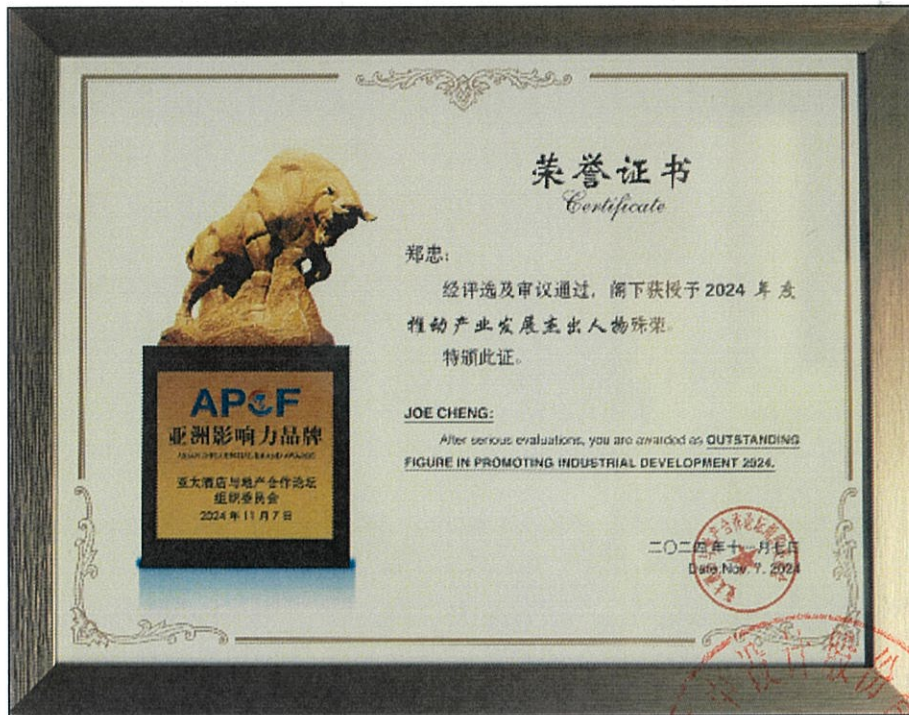 荣誉证书
Certificate
郑忠:
经评选及审议通过,阁下获授于2024 年度
推动产业发展杰出人物殊荣。
特颁此证。
JOE CHENG:
After serious evaluations, you are awarded as OUTSTANDING
FIGURE IN PROMOTING INDUSTRIAL DEVELOPMENT 2024.
二〇二四年十一月七日
Date:Nov. 7. 2024
APCF
亚洲影响力品牌
亚太酒店与地产合作论坛
组织委员会
2024年11月7日